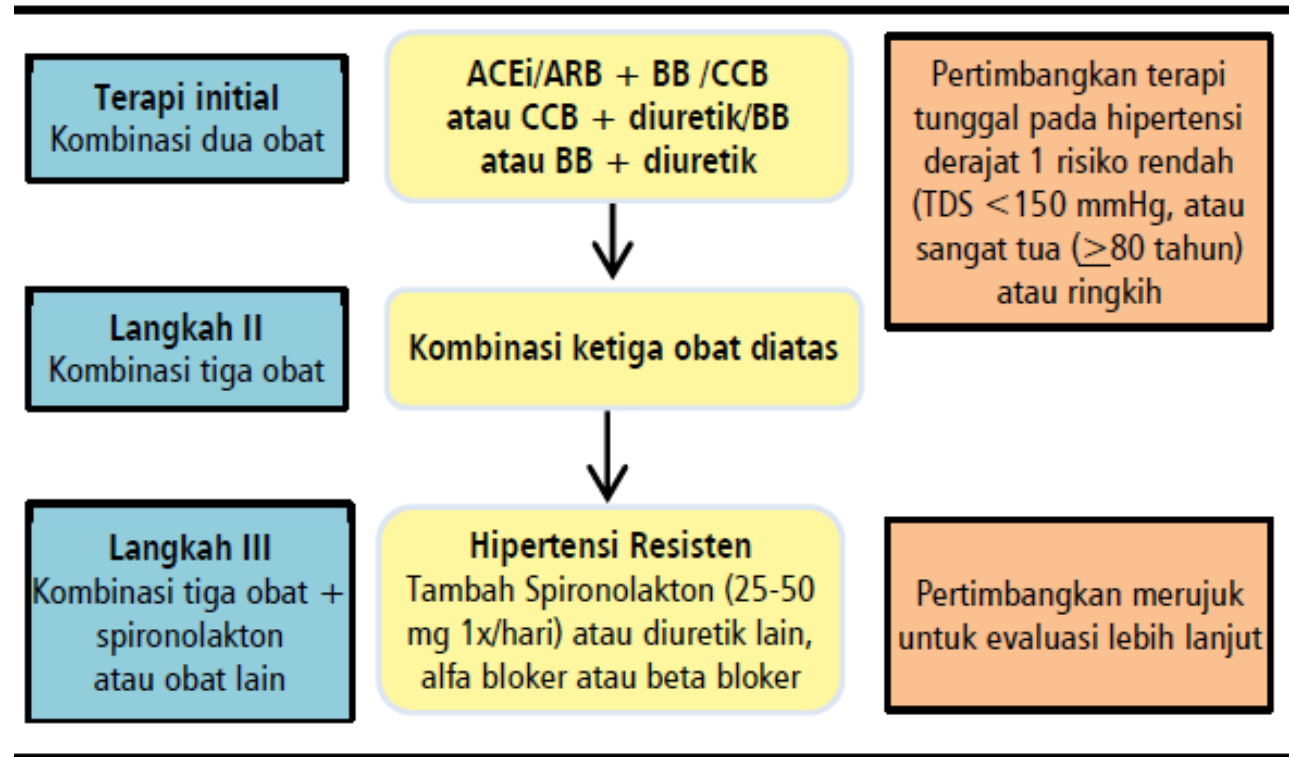 Terapi initial
Kombinasi dua obat
ACEi/ARB + BB /CCB
atau CCB + diuretik/BB
atau BB + diuretik
Pertimbangkan terapi
tunggal pada hipertensi
derajat 1 risiko rendah
(TDS <150 mmHg, atau
sangat tua (≥80 tahun)
atau ringkih
Langkah II
Kombinasi tiga obat
Kombinasi ketiga obat diatas
Langkah III
Kombinasi tiga obat +
spironolakton
atau obat lain
Hipertensi Resisten
Tambah Spironolakton (25-50
mg 1x/hari) atau diuretik lain,
alfa bloker atau beta bloker
Pertimbangkan merujuk
untuk evaluasi lebih lanjut